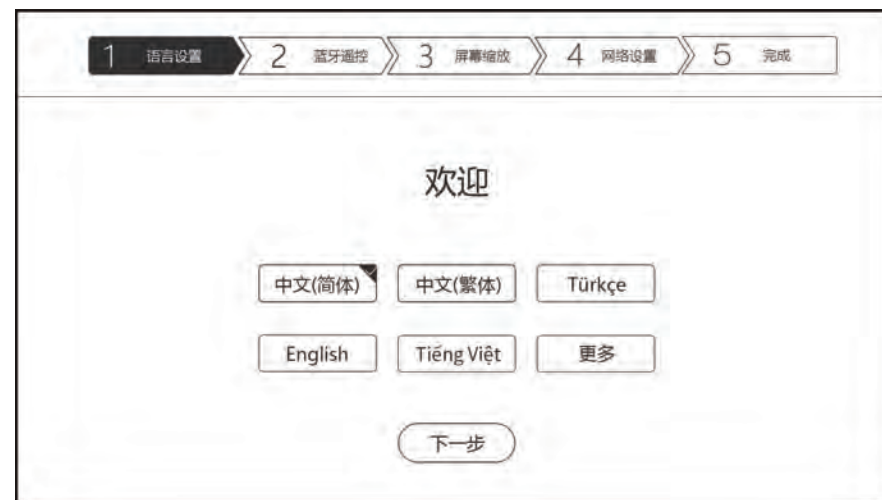 1 语言设置 2 蓝牙遥控 3 屏幕缩放 4 网络设置 5 完成
欢迎
中文(简体) 中文(繁体) Türkçe
English Tiếng Việt 更多
下一步